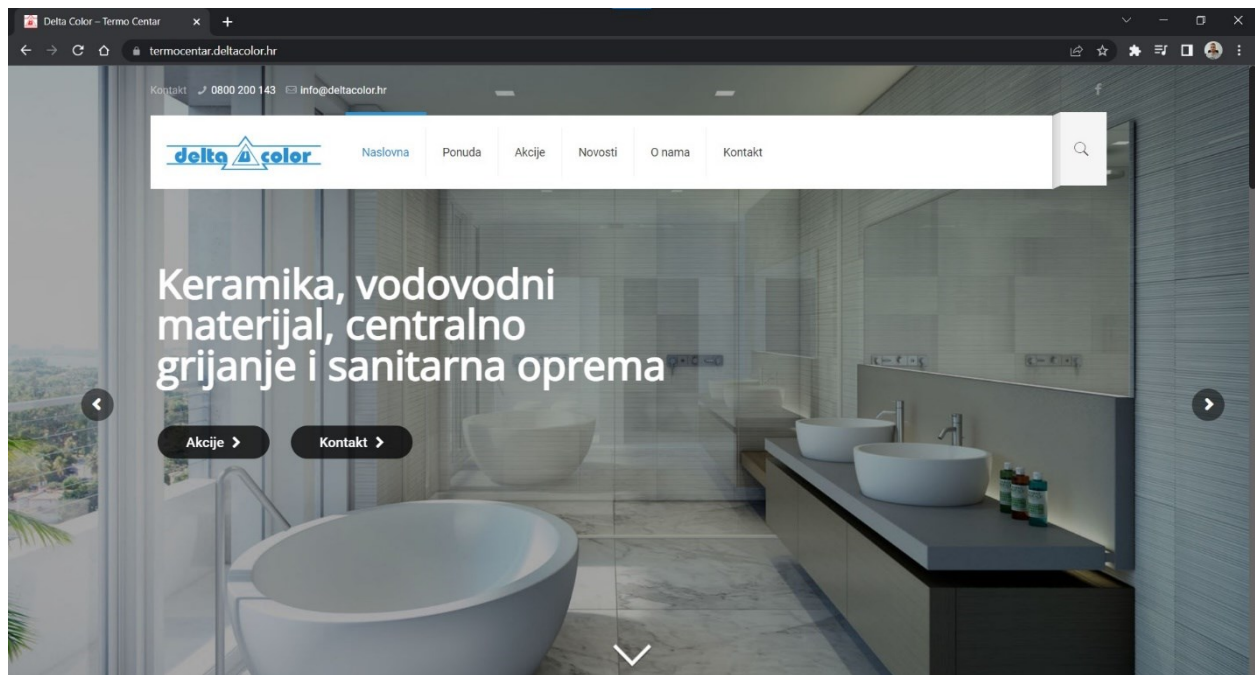 Delta Color – Termo Centar
termocentar.deltacolor.hr
Kontakt 0800 200 143 info@deltacolor.hr
delta color Naslovna Ponuda Akcije Novosti O nama Kontakt
Keramika, vodovodni
materijal, centralno
grijanje i sanitarna oprema
Akcije Kontakt